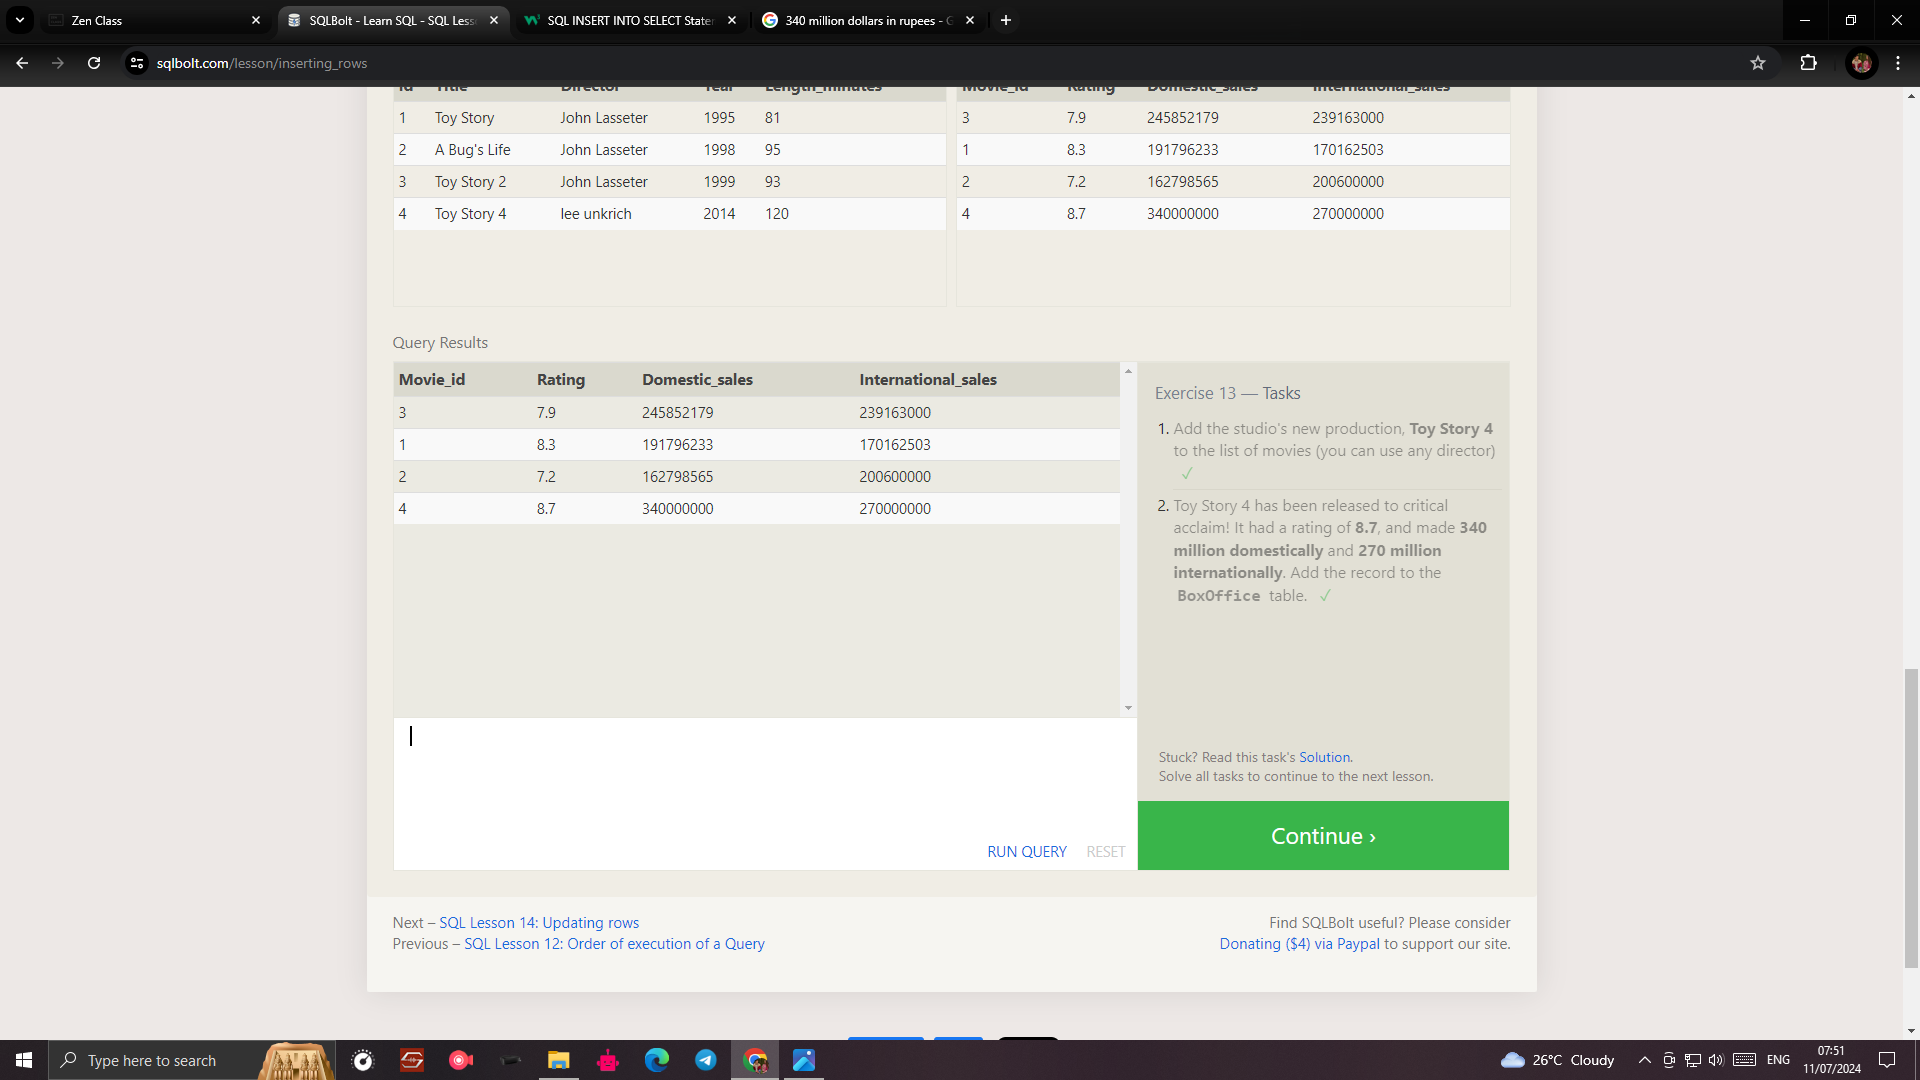 Zen Class
SQLBolt - Learn SQL - SQL Less
SQL INSERT INTO SELECT Stater
340 million dollars in rupees - G
sqlbolt.com/lesson/inserting_rows
Id Title Director Year Length_minutes
1 Toy Story John Lasseter 1995 81
2 A Bug's Life John Lasseter 1998 95
3 Toy Story 2 John Lasseter 1999 93
4 Toy Story 4 lee unkrich 2014 120
Movie_id Rating Domestic_sales International_sales
3 7.9 245852179 239163000
1 8.3 191796233 170162503
2 7.2 162798565 200600000
4 8.7 340000000 270000000
Query Results
Movie_id Rating Domestic_sales International_sales
3 7.9 245852179 239163000
1 8.3 191796233 170162503
2 7.2 162798565 200600000
4 8.7 340000000 270000000
RUN QUERY RESET
Exercise 13 — Tasks
1. Add the studio's new production, Toy Story 4
to the list of movies (you can use any director)
✓
2. Toy Story 4 has been released to critical
acclaim! It had a rating of 8.7, and made 340
million domestically and 270 million
internationally. Add the record to the
BoxOffice table. ✓
Stuck? Read this task's Solution.
Solve all tasks to continue to the next lesson.
Continue ›
Next – SQL Lesson 14: Updating rows
Previous – SQL Lesson 12: Order of execution of a Query
Find SQLBolt useful? Please consider
Donating ($4) via Paypal to support our site.
Type here to search
26°C Cloudy
ENG
07:51
11/07/2024